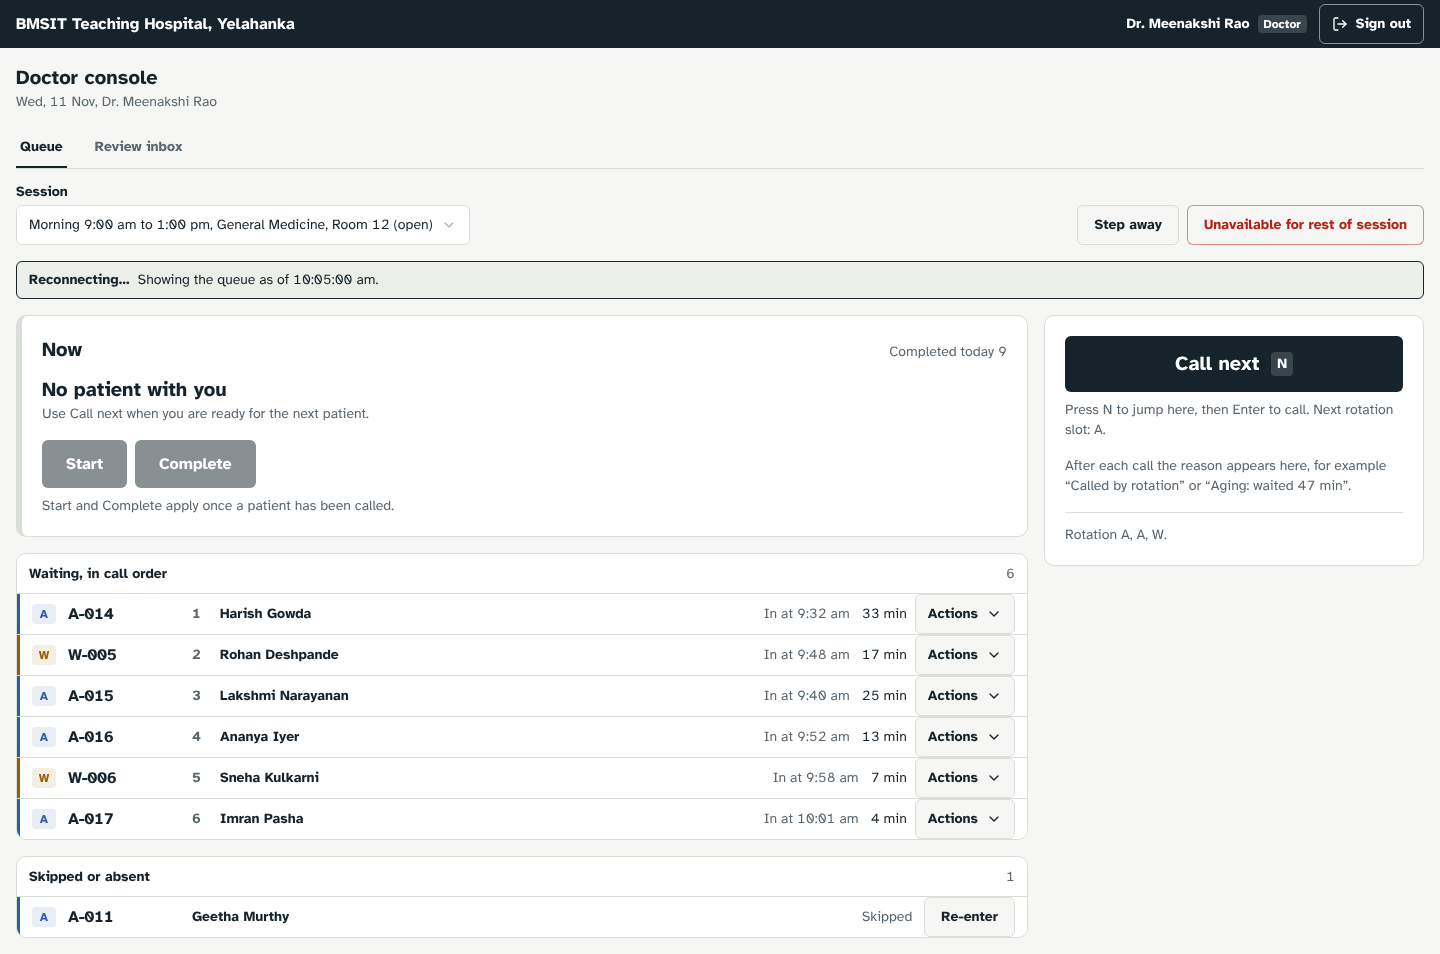 BMSIT Teaching Hospital, Yelahanka
Dr. Meenakshi Rao Doctor Sign out
Doctor console
Wed, 11 Nov, Dr. Meenakshi Rao
Queue Review inbox
Session
Morning 9:00 am to 1:00 pm, General Medicine, Room 12 (open)
Step away Unavailable for rest of session
Reconnecting... Showing the queue as of 10:05:00 am.
Now Completed today 9
No patient with you
Use Call next when you are ready for the next patient.
Start Complete
Start and Complete apply once a patient has been called.
Call next N
Press N to jump here, then Enter to call. Next rotation
slot: A.
After each call the reason appears here, for example
“Called by rotation” or “Aging: waited 47 min”.
Rotation A, A, W.
Waiting, in call order 6
A A-014 1 Harish Gowda In at 9:32 am 33 min Actions
W W-005 2 Rohan Deshpande In at 9:48 am 17 min Actions
A A-015 3 Lakshmi Narayanan In at 9:40 am 25 min Actions
A A-016 4 Ananya Iyer In at 9:52 am 13 min Actions
W W-006 5 Sneha Kulkarni In at 9:58 am 7 min Actions
A A-017 6 Imran Pasha In at 10:01 am 4 min Actions
Skipped or absent 1
A A-011 Geetha Murthy Skipped Re-enter